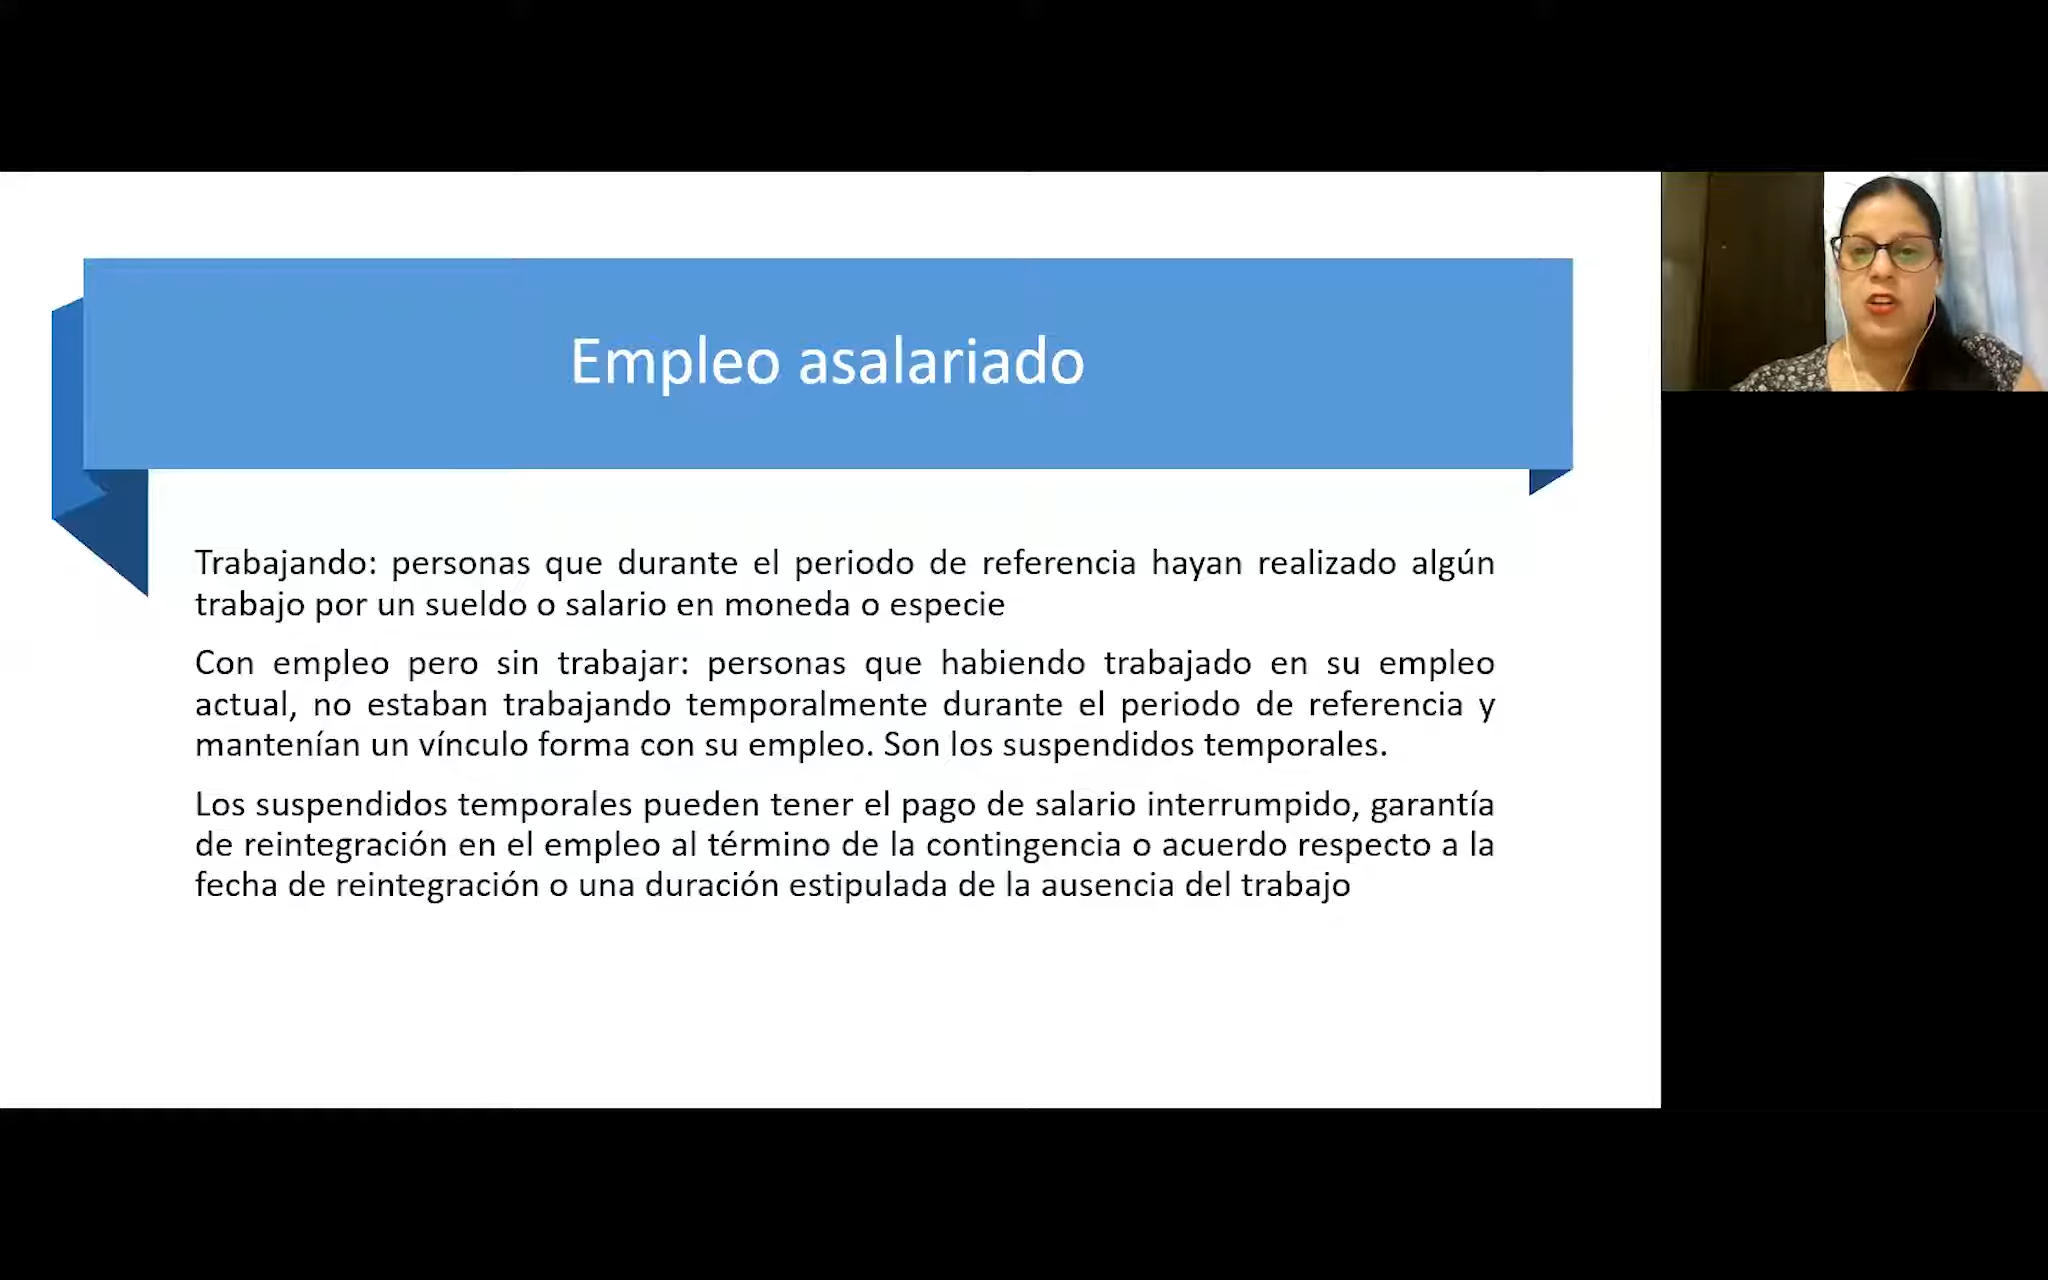 Empleo asalariado
Trabajando: personas que durante el periodo de referencia hayan realizado algún
trabajo por un sueldo o salario en moneda o especie
Con empleo pero sin trabajar: personas que habiendo trabajado en su empleo
actual, no estaban trabajando temporalmente durante el periodo de referencia y
mantenían un vínculo forma con su empleo. Son los suspendidos temporales.
Los suspendidos temporales pueden tener el pago de salario interrumpido, garantía
de reintegración en el empleo al término de la contingencia o acuerdo respecto a la
fecha de reintegración o una duración estipulada de la ausencia del trabajo